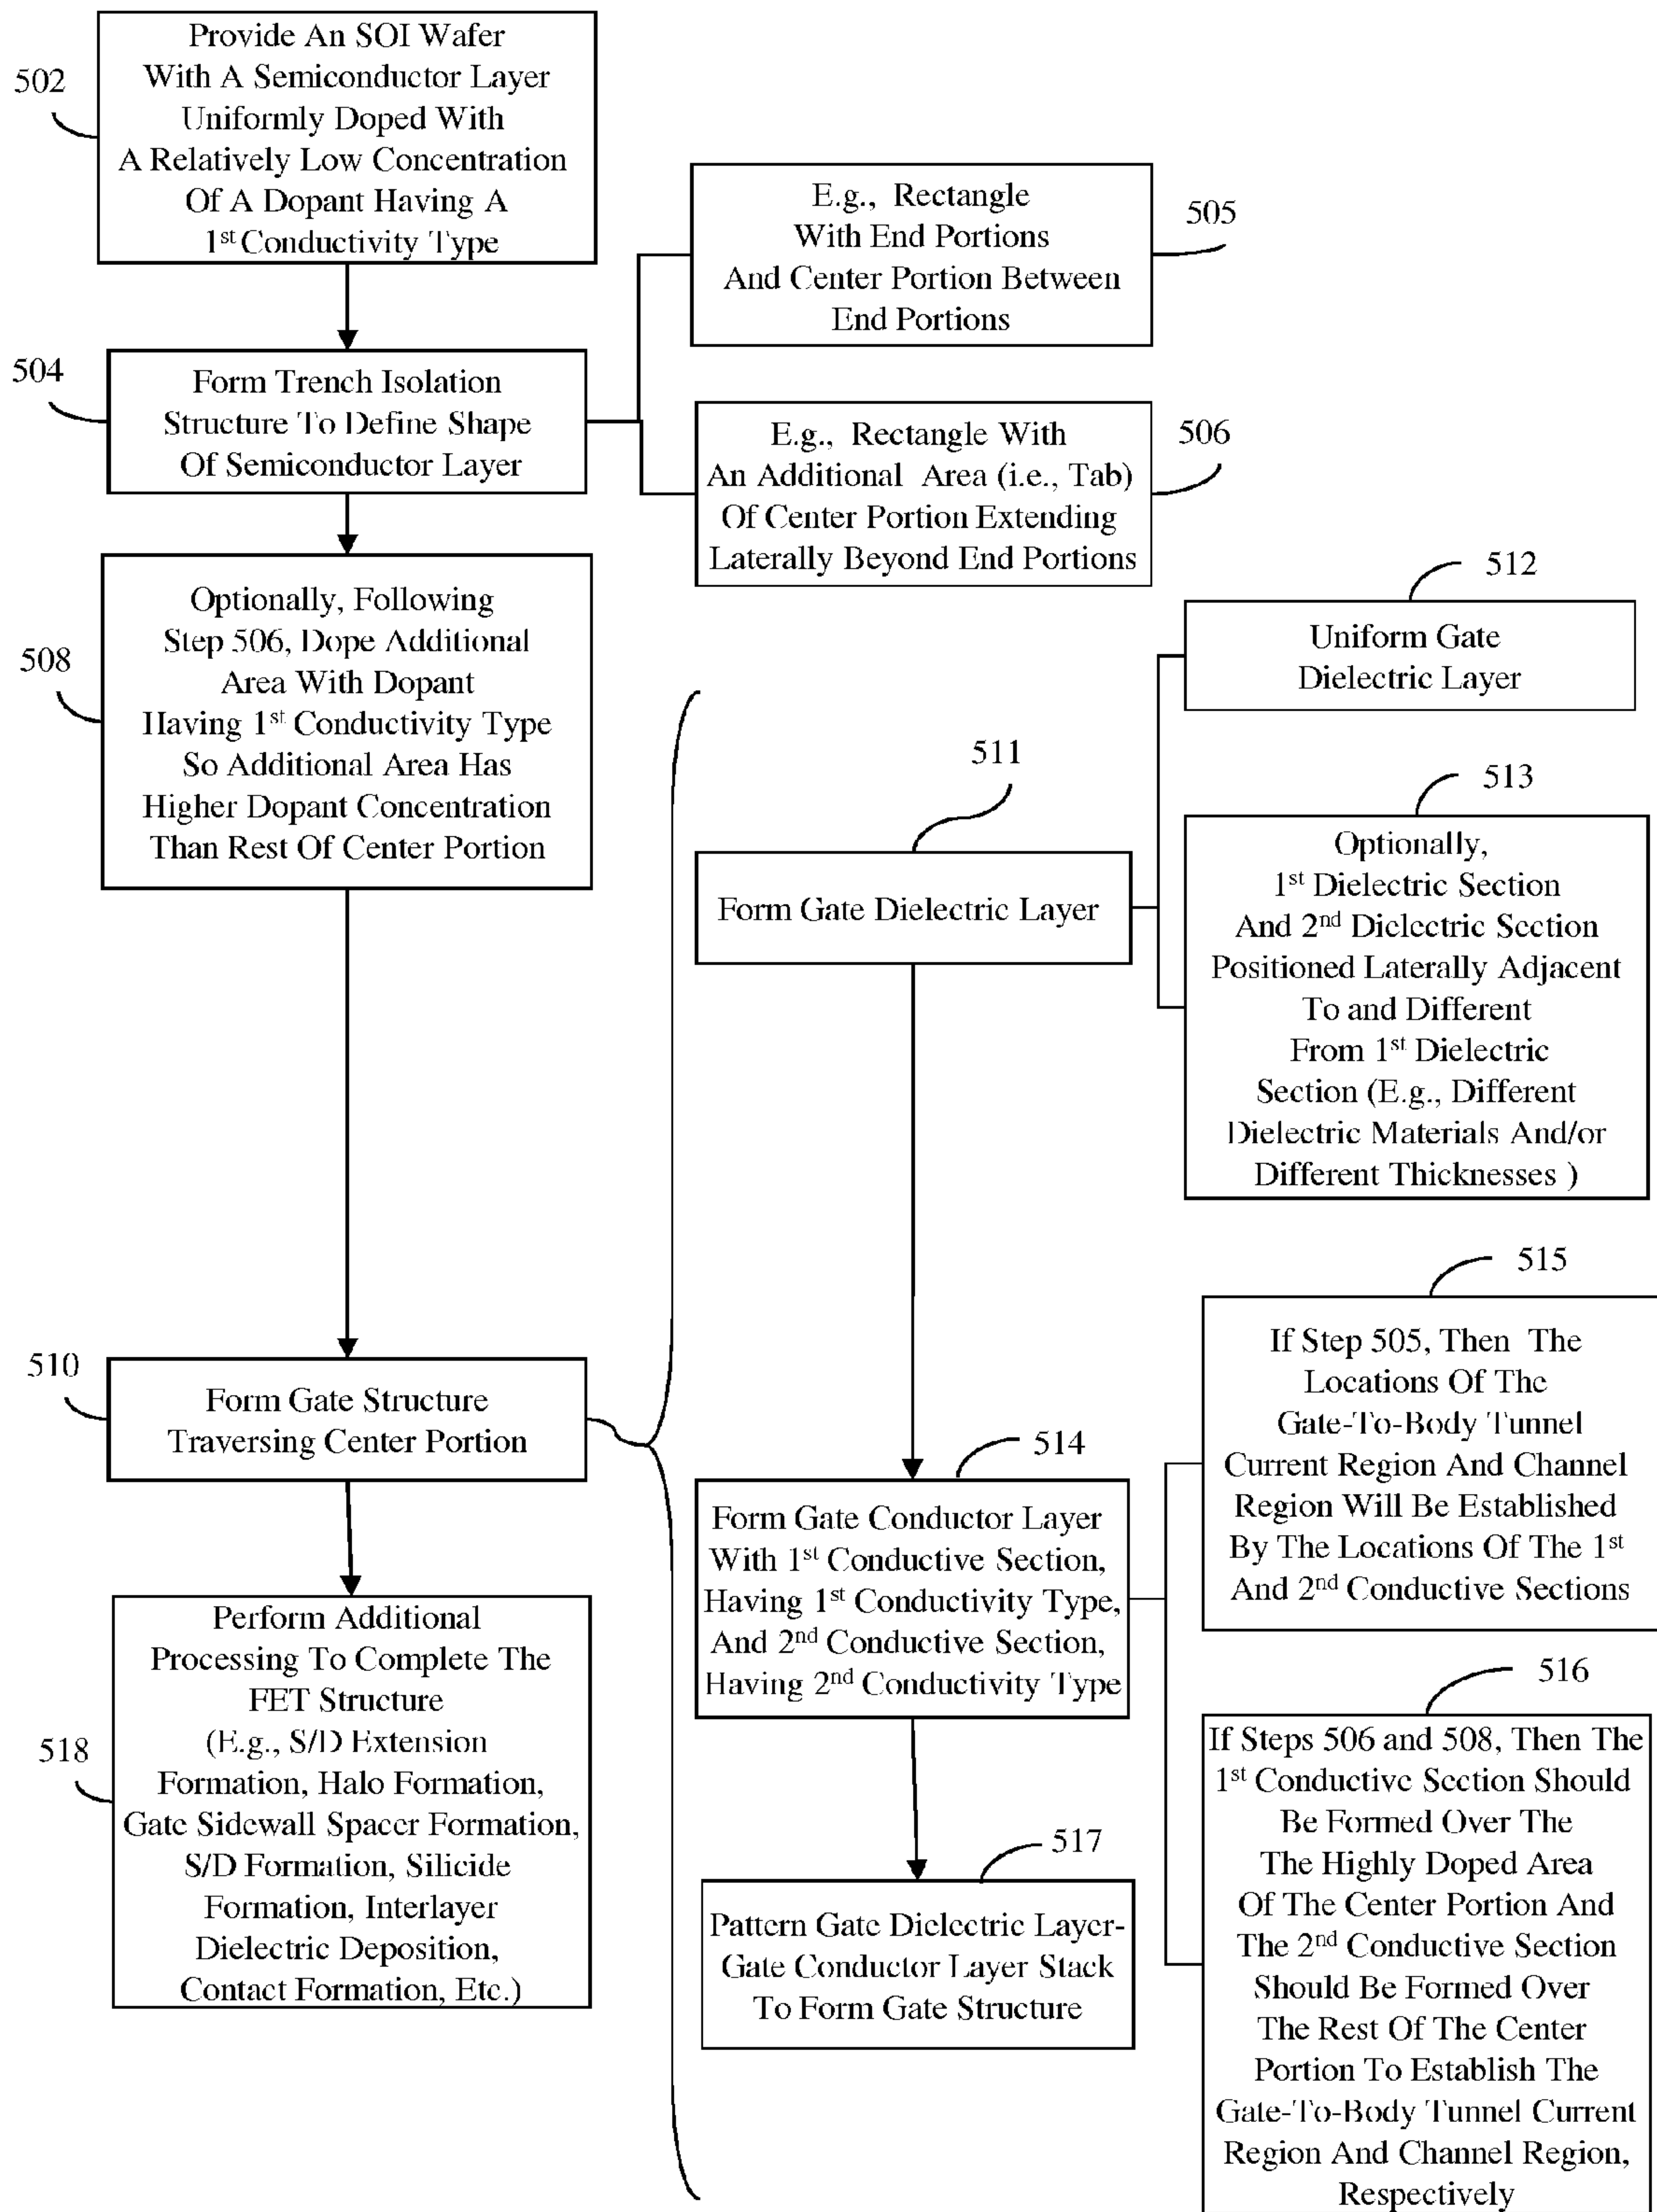 502
Provide An SOI Wafer
With A Semiconductor Layer
Uniformly Doped With
A Relatively Low Concentration
Of A Dopant Having A
1st Conductivity Type
504
Form Trench Isolation
Structure To Define Shape
Of Semiconductor Layer
505
E.g., Rectangle
With End Portions
And Center Portion Between
End Portions
506
E.g., Rectangle With
An Additional Area (i.e., Tab)
Of Center Portion Extending
Laterally Beyond End Portions
508
Optionally, Following
Step 506, Dope Additional
Area With Dopant
Having 1st Conductivity Type
So Additional Area Has
Higher Dopant Concentration
Than Rest Of Center Portion
510
Form Gate Structure
Traversing Center Portion
511
Form Gate Dielectric Layer
512
Uniform Gate
Dielectric Layer
513
Optionally,
1st Dielectric Section
And 2nd Dielectric Section
Positioned Laterally Adjacent
To and Different
From 1st Dielectric
Section (E.g., Different
Dielectric Materials And/or
Different Thicknesses )
514
Form Gate Conductor Layer
With 1st Conductive Section,
Having 1st Conductivity Type,
And 2nd Conductive Section,
Having 2nd Conductivity Type
515
If Step 505, Then The
Locations Of The
Gate-To-Body Tunnel
Current Region And Channel
Region Will Be Established
By The Locations Of The 1st
And 2nd Conductive Sections
516
If Steps 506 and 508, Then The
1st Conductive Section Should
Be Formed Over The
The Highly Doped Area
Of The Center Portion And
The 2nd Conductive Section
Should Be Formed Over
The Rest Of The Center
Portion To Establish The
Gate-To-Body Tunnel Current
Region And Channel Region,
Respectively
517
Pattern Gate Dielectric Layer-
Gate Conductor Layer Stack
To Form Gate Structure
518
Perform Additional
Processing To Complete The
FET Structure
(E.g., S/D Extension
Formation, Halo Formation,
Gate Sidewall Spacer Formation,
S/D Formation, Silicide
Formation, Interlayer
Dielectric Deposition,
Contact Formation, Etc.)